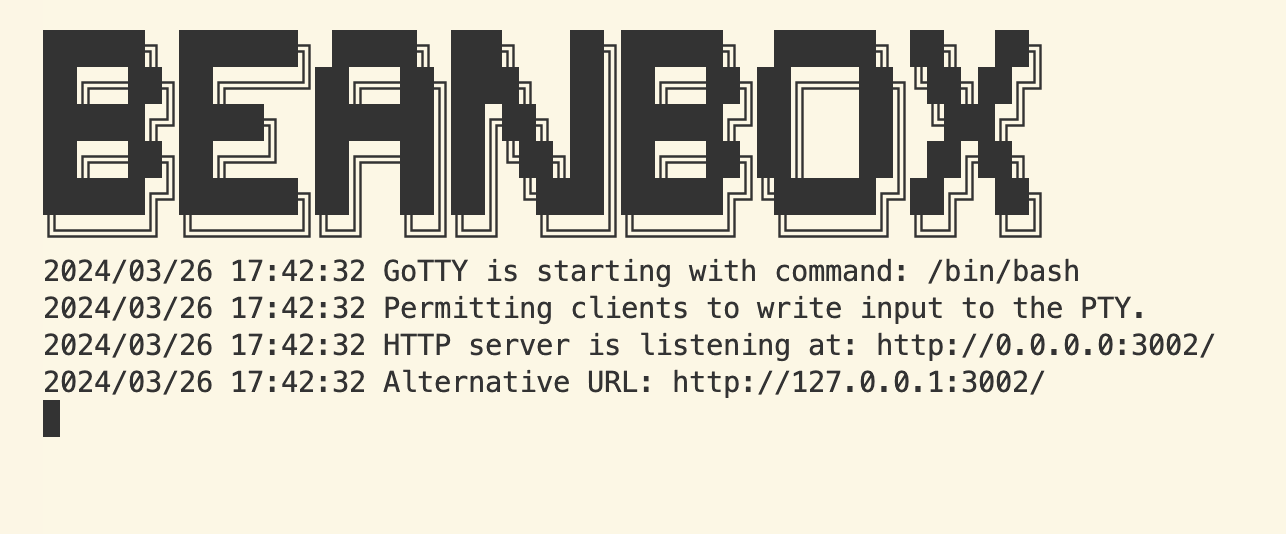 BEANBOX
2024/03/26 17:42:32 GoTTY is starting with command: /bin/bash
2024/03/26 17:42:32 Permitting clients to write input to the PTY.
2024/03/26 17:42:32 HTTP server is listening at: http://0.0.0.0:3002/
2024/03/26 17:42:32 Alternative URL: http://127.0.0.1:3002/